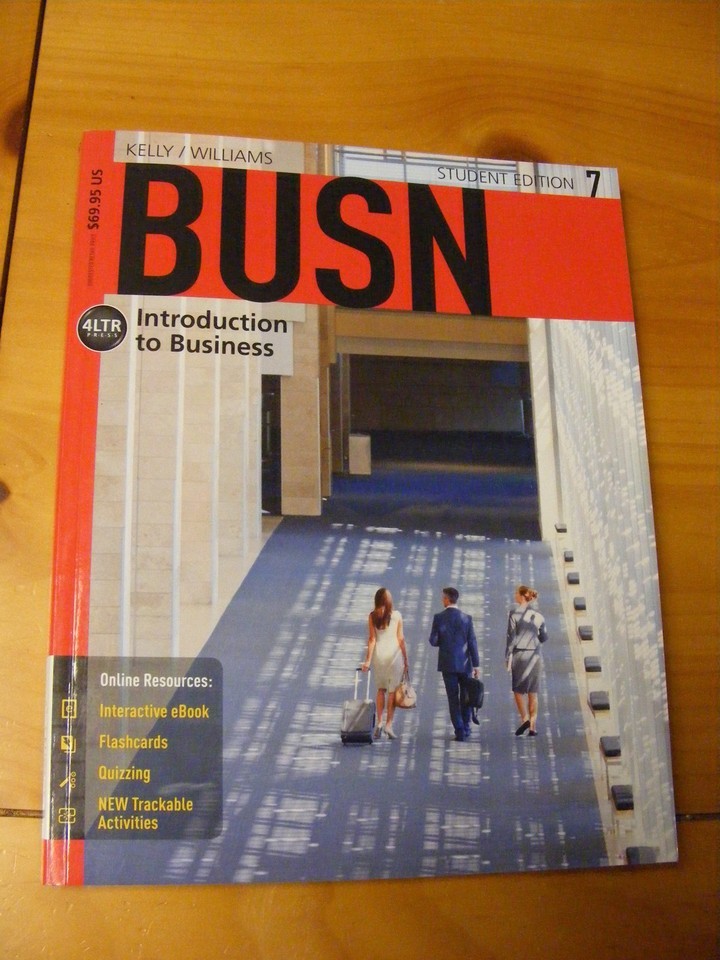 KELLY / WILLIAMS
STUDENT EDITION 7
$69.95 US
BUSN
4LTR
PRESS
Introduction
to Business
Online Resources:
Interactive eBook
Flashcards
Quizzing
NEW Trackable
Activities